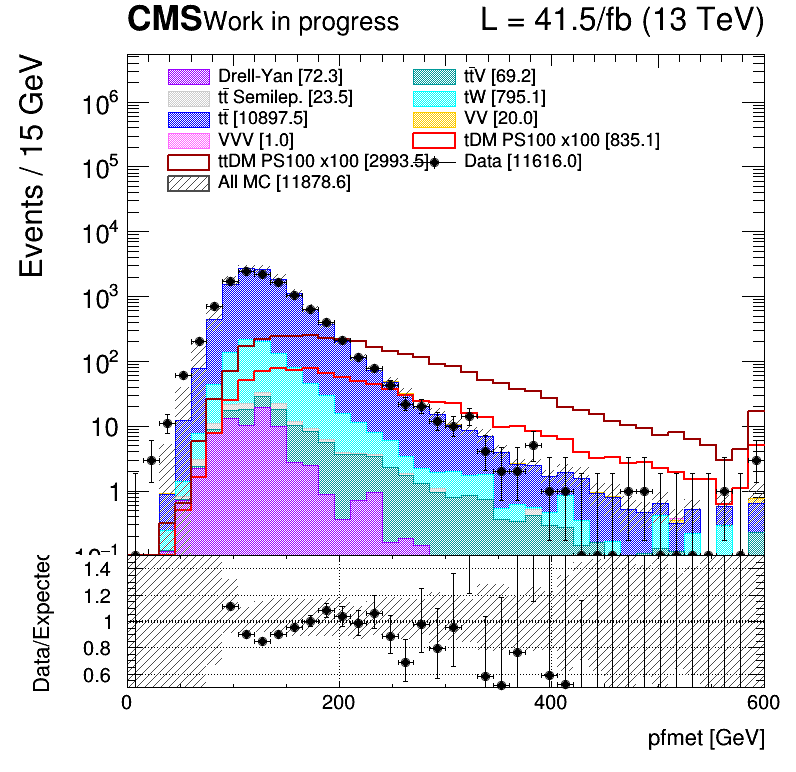 CMS Work in progress L = 41.5/fb (13 TeV)
Events / 15 GeV
Drell-Yan [72.3] tt̄V [69.2]
tt̄ Semilep. [23.5] tW [795.1]
tt̄ [10897.5] VV [20.0]
VVV [1.0] tDM PS100 x100 [835.1]
ttDM PS100 x100 [2993.5] Data [11616.0]
All MC [11878.6]
10⁶
10⁵
10⁴
10³
10²
10
1
10⁻¹
Data/Expected
1.4
1.2
1
0.8
0.6
0 200 400 600
pfmet [GeV]